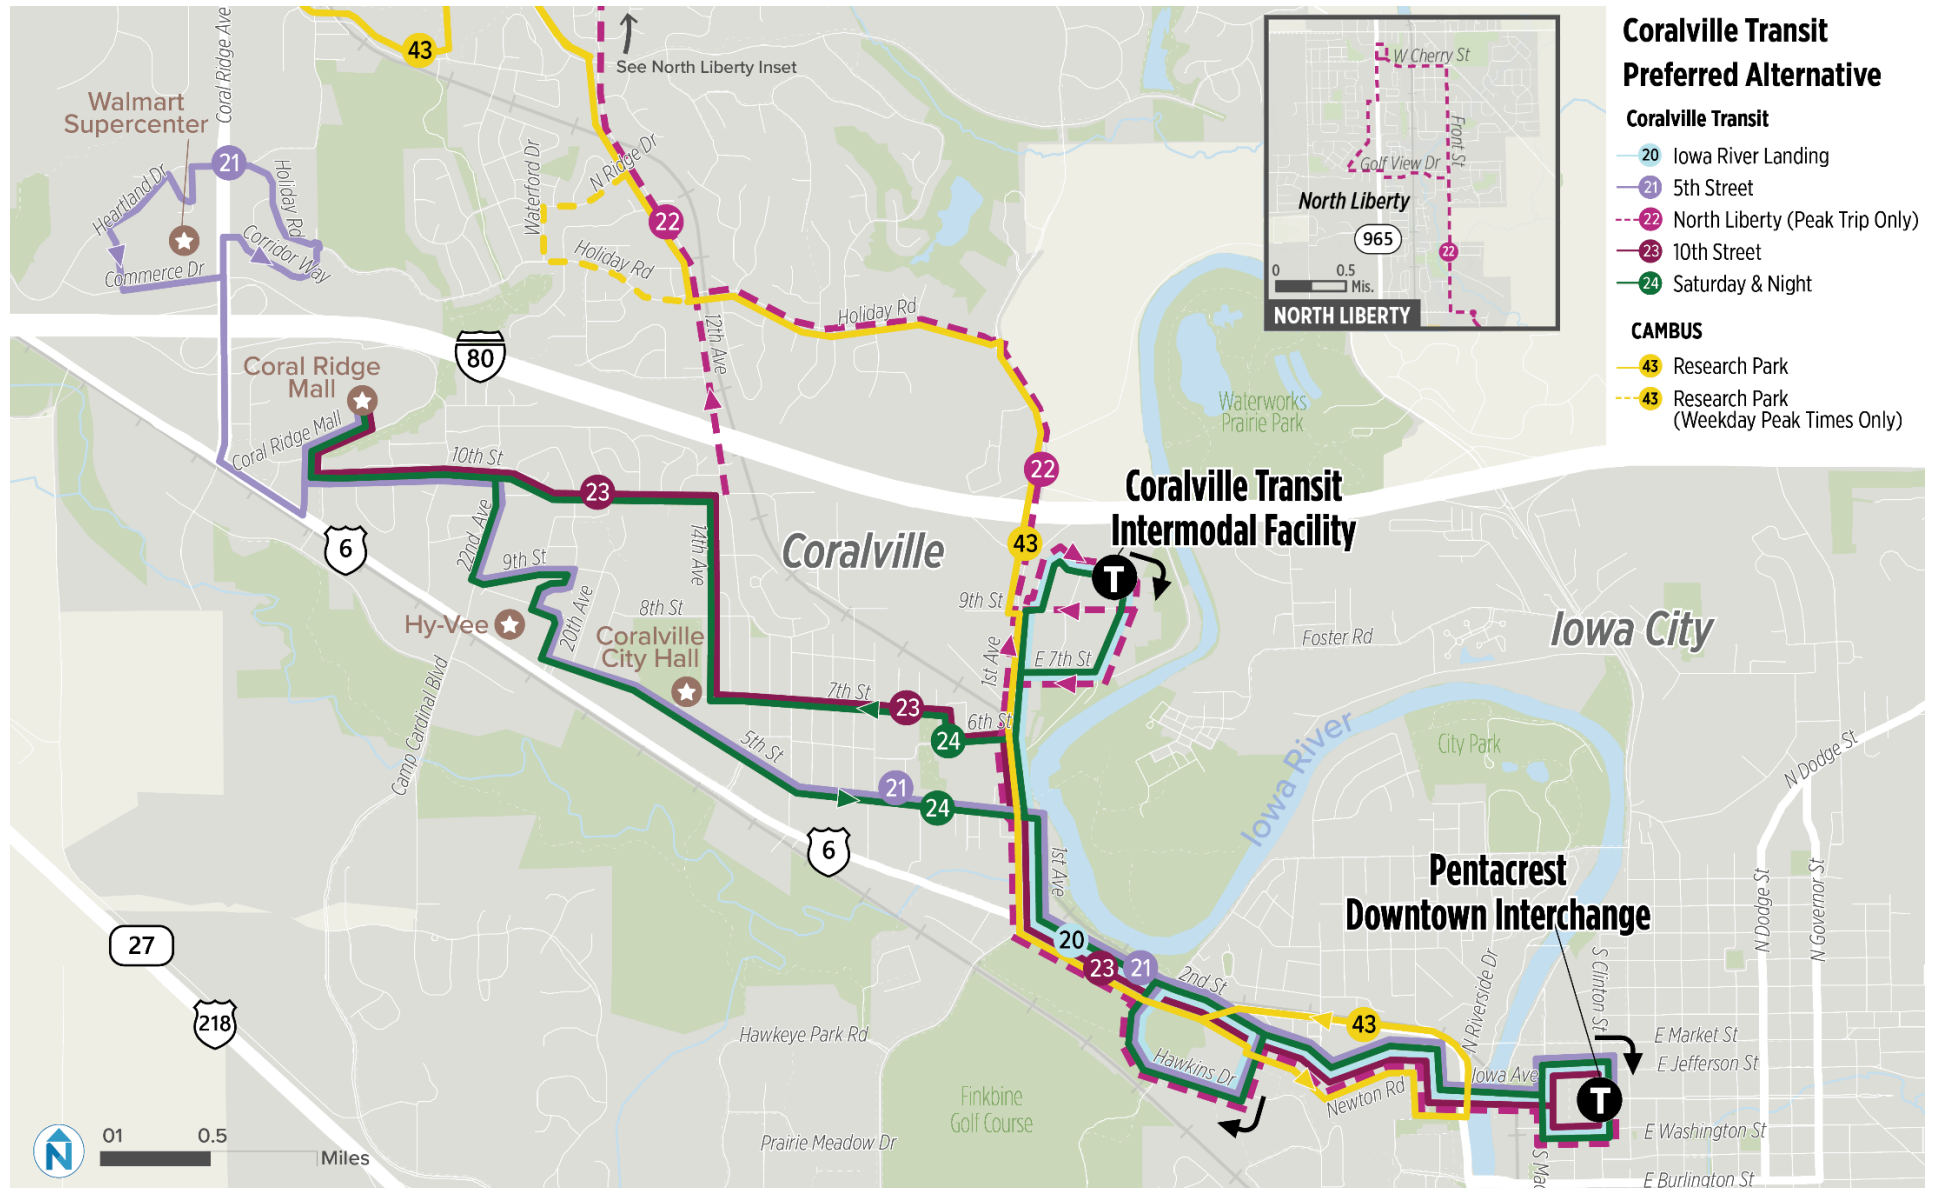 Coralville Transit
Preferred Alternative
Coralville Transit
20 Iowa River Landing
21 5th Street
22 North Liberty (Peak Trip Only)
23 10th Street
24 Saturday & Night
CAMBUS
43 Research Park
43 Research Park
(Weekday Peak Times Only)
W Cherry St
Front St
Golf View Dr
North Liberty
965
22
0 0.5
Mis.
NORTH LIBERTY
43
See North Liberty Inset
Coral Ridge Ave
Walmart
Supercenter
21
Heartland Dr
Holiday Rd
Corridor Way
Commerce Dr
Waterford Dr
N Ridge Dr
22
Holiday Rd
Holiday Rd
12th Ave
80
Coral Ridge
Mall
Coral Ridge Mall
Waterworks
Prairie Park
10th St
23
22
Coralville Transit
Intermodal Facility
T
6
22nd Ave
9th St
14th Ave
Coralville
43
9th St
20th Ave
8th St
Hy-Vee
Coralville
City Hall
1st Ave
E 7th St
Foster Rd
Iowa City
Camp Cardinal Blvd
7th St
23
6th St
24
5th St
21
24
6
1st Ave
Iowa River
City Park
N Dodge St
N Dodge St
N Governor St
Pentacrest
Downtown Interchange
27
218
20
23
21
2nd St
43
N Riverside Dr
S Clinton St
Hawkeye Park Rd
Hawkins Dr
Newton Rd
Iowa Ave
T
E Market St
E Jefferson St
Finkbine
Golf Course
Prairie Meadow Dr
E Washington St
S Mad
E Burlington St
N
01 0.5
Miles